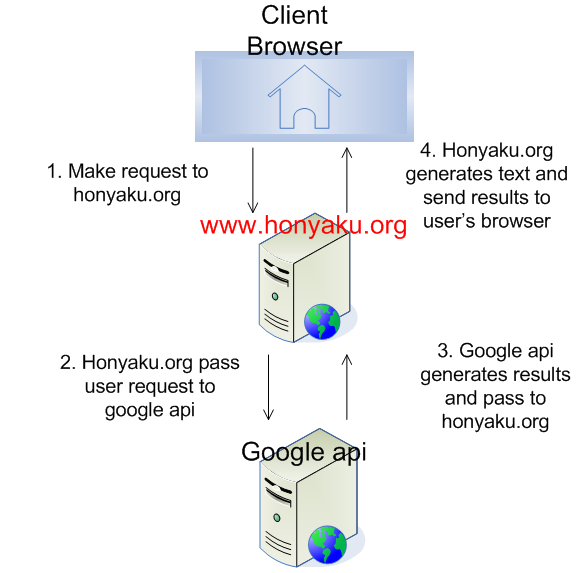 Client
Browser
1. Make request to
honyaku.org
4. Honyaku.org
generates text and
send results to
user's browser
www.honyaku.org
2. Honyaku.org pass
user request to
google api
3. Google api
generates results
and pass to
honyaku.org
Google api